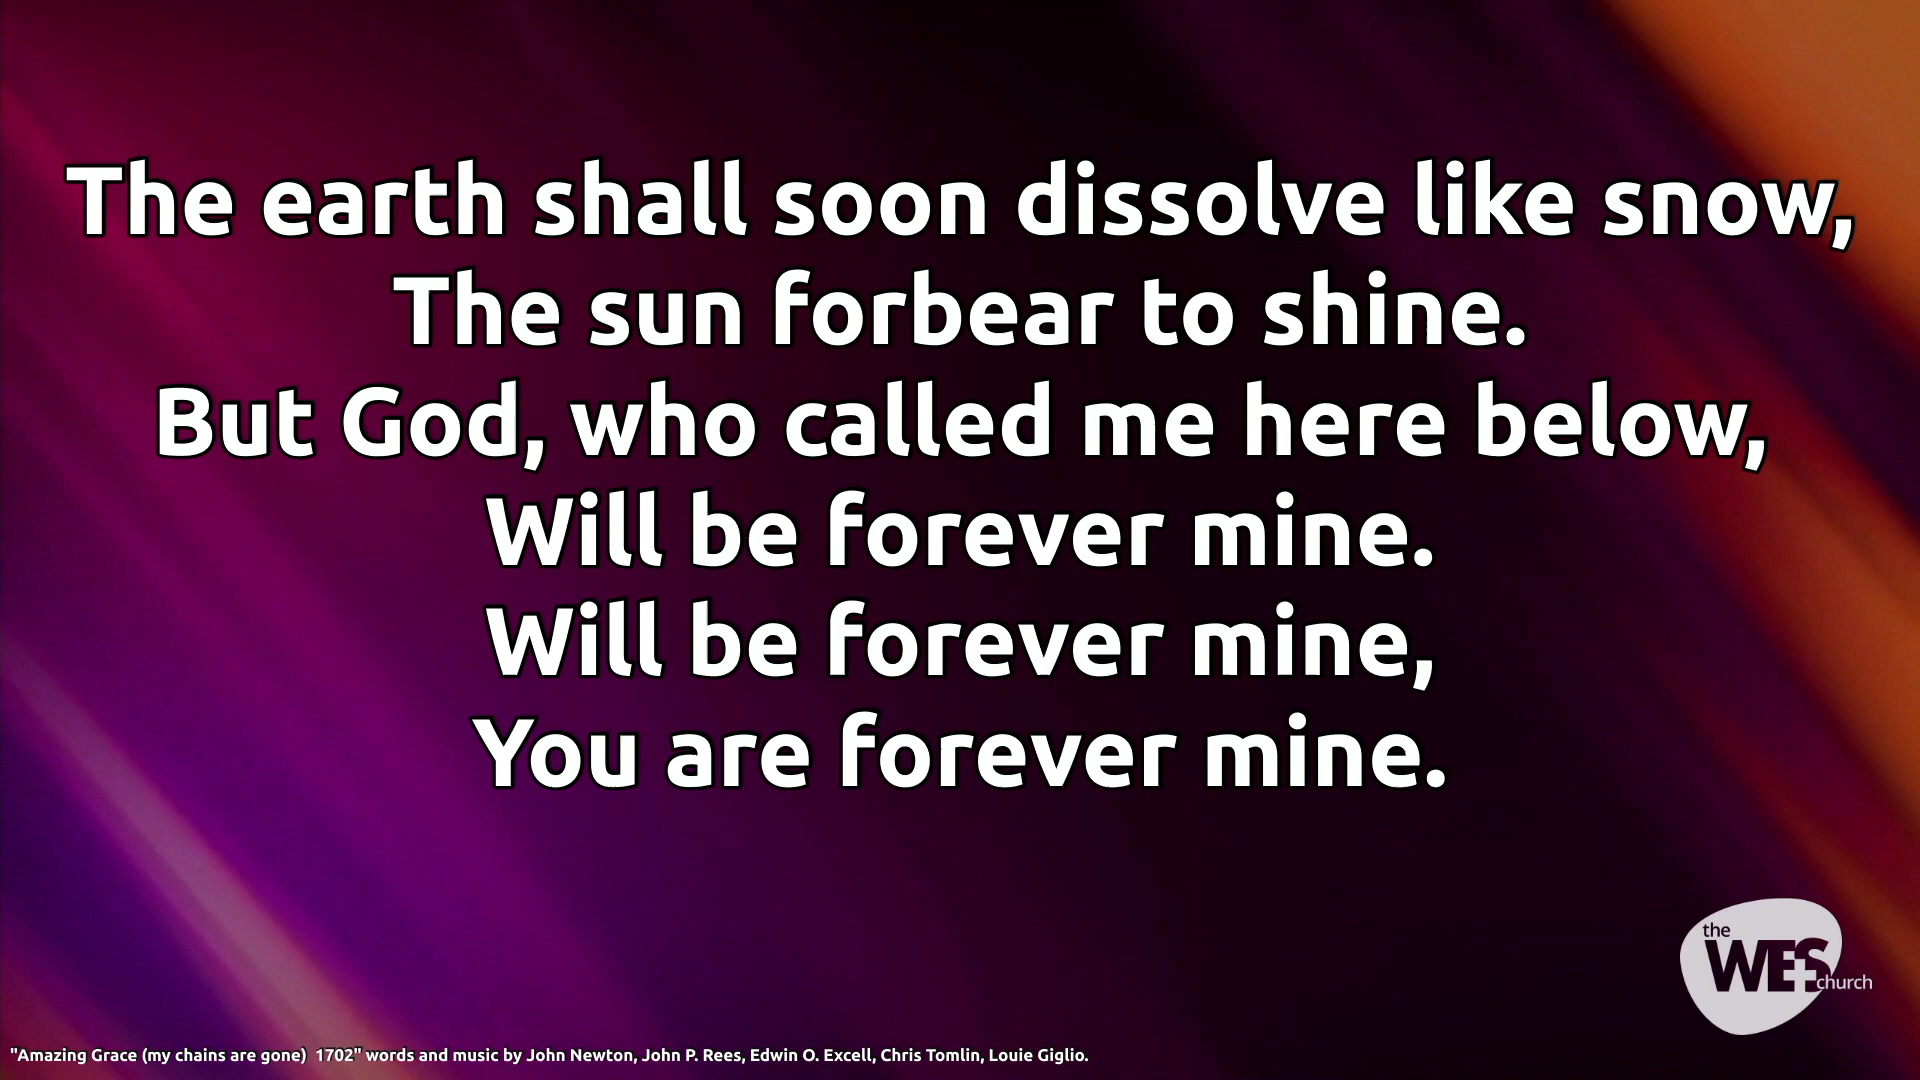 The earth shall soon dissolve like snow,
The sun forbear to shine.
But God, who called me here below,
Will be forever mine.
Will be forever mine,
You are forever mine.
the
WES
church
"Amazing Grace (my chains are gone)  1702" words and music by John Newton, John P. Rees, Edwin O. Excell, Chris Tomlin, Louie Giglio.